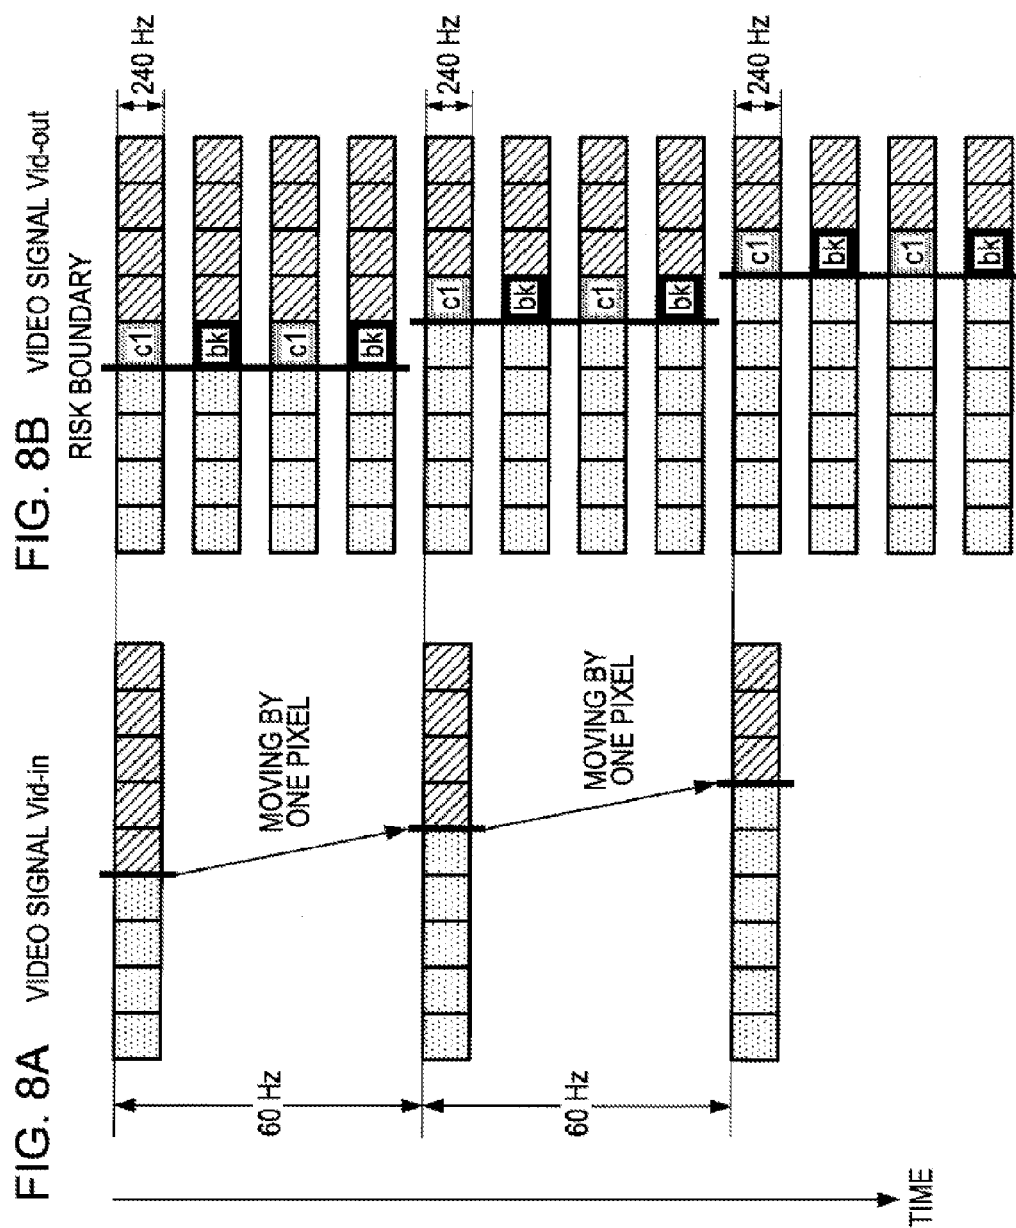 FIG. 8A VIDEO SIGNAL Vid-in
60 Hz
60 Hz
MOVING BY
ONE PIXEL
MOVING BY
ONE PIXEL
TIME
FIG. 8B VIDEO SIGNAL Vid-out
RISK BOUNDARY
240 Hz
c1
bk
c1
bk
240 Hz
c1
bk
c1
bk
240 Hz
c1
bk
c1
bk